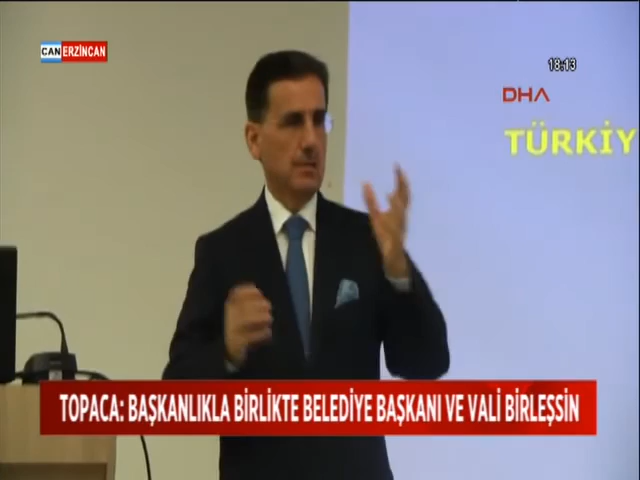 CAN ERZİNCAN
18:13
DHA
TÜRKİY
TOPACA: BAŞKANLIKLA BİRLİKTE BELEDİYE BAŞKANI VE VALİ BİRLEŞSİN